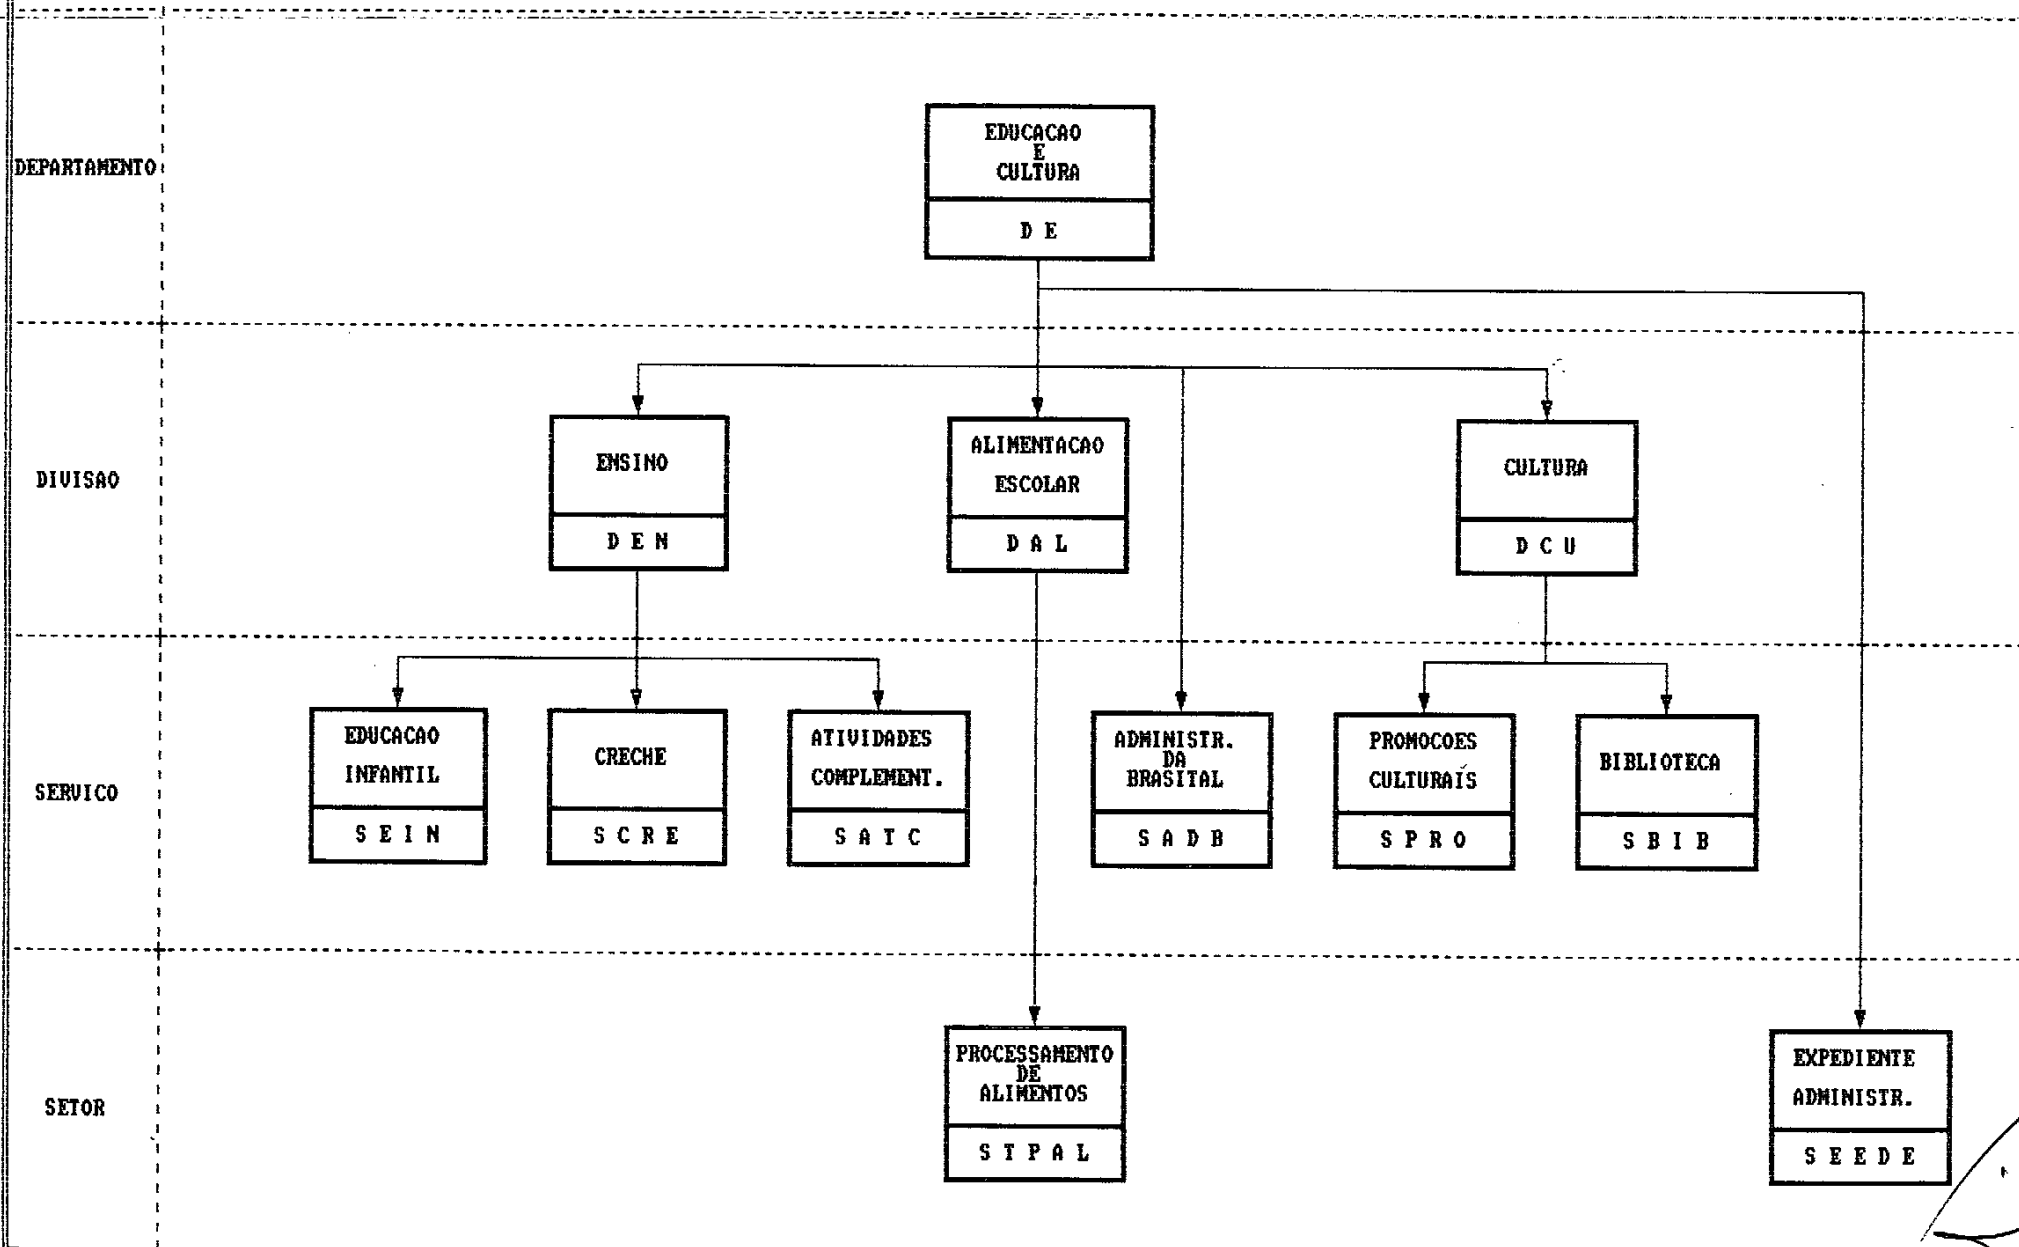 DEPARTAMENTO
EDUCACAO
E
CULTURA
D E
DIVISAO
ENSINO
D E N
ALIMENTACAO
ESCOLAR
D A L
CULTURA
D C U
SERVICO
EDUCACAO
INFANTIL
S E I N
CRECHE
S C R E
ATIVIDADES
COMPLEMENT.
S A T C
ADMINISTR.
DA
BRASITAL
S A D B
PROMOCOES
CULTURAIS
S P R O
BIBLIOTECA
S B I B
SETOR
PROCESSAMENTO
DE
ALIMENTOS
S T P A L
EXPEDIENTE
ADMINISTR.
S E E D E